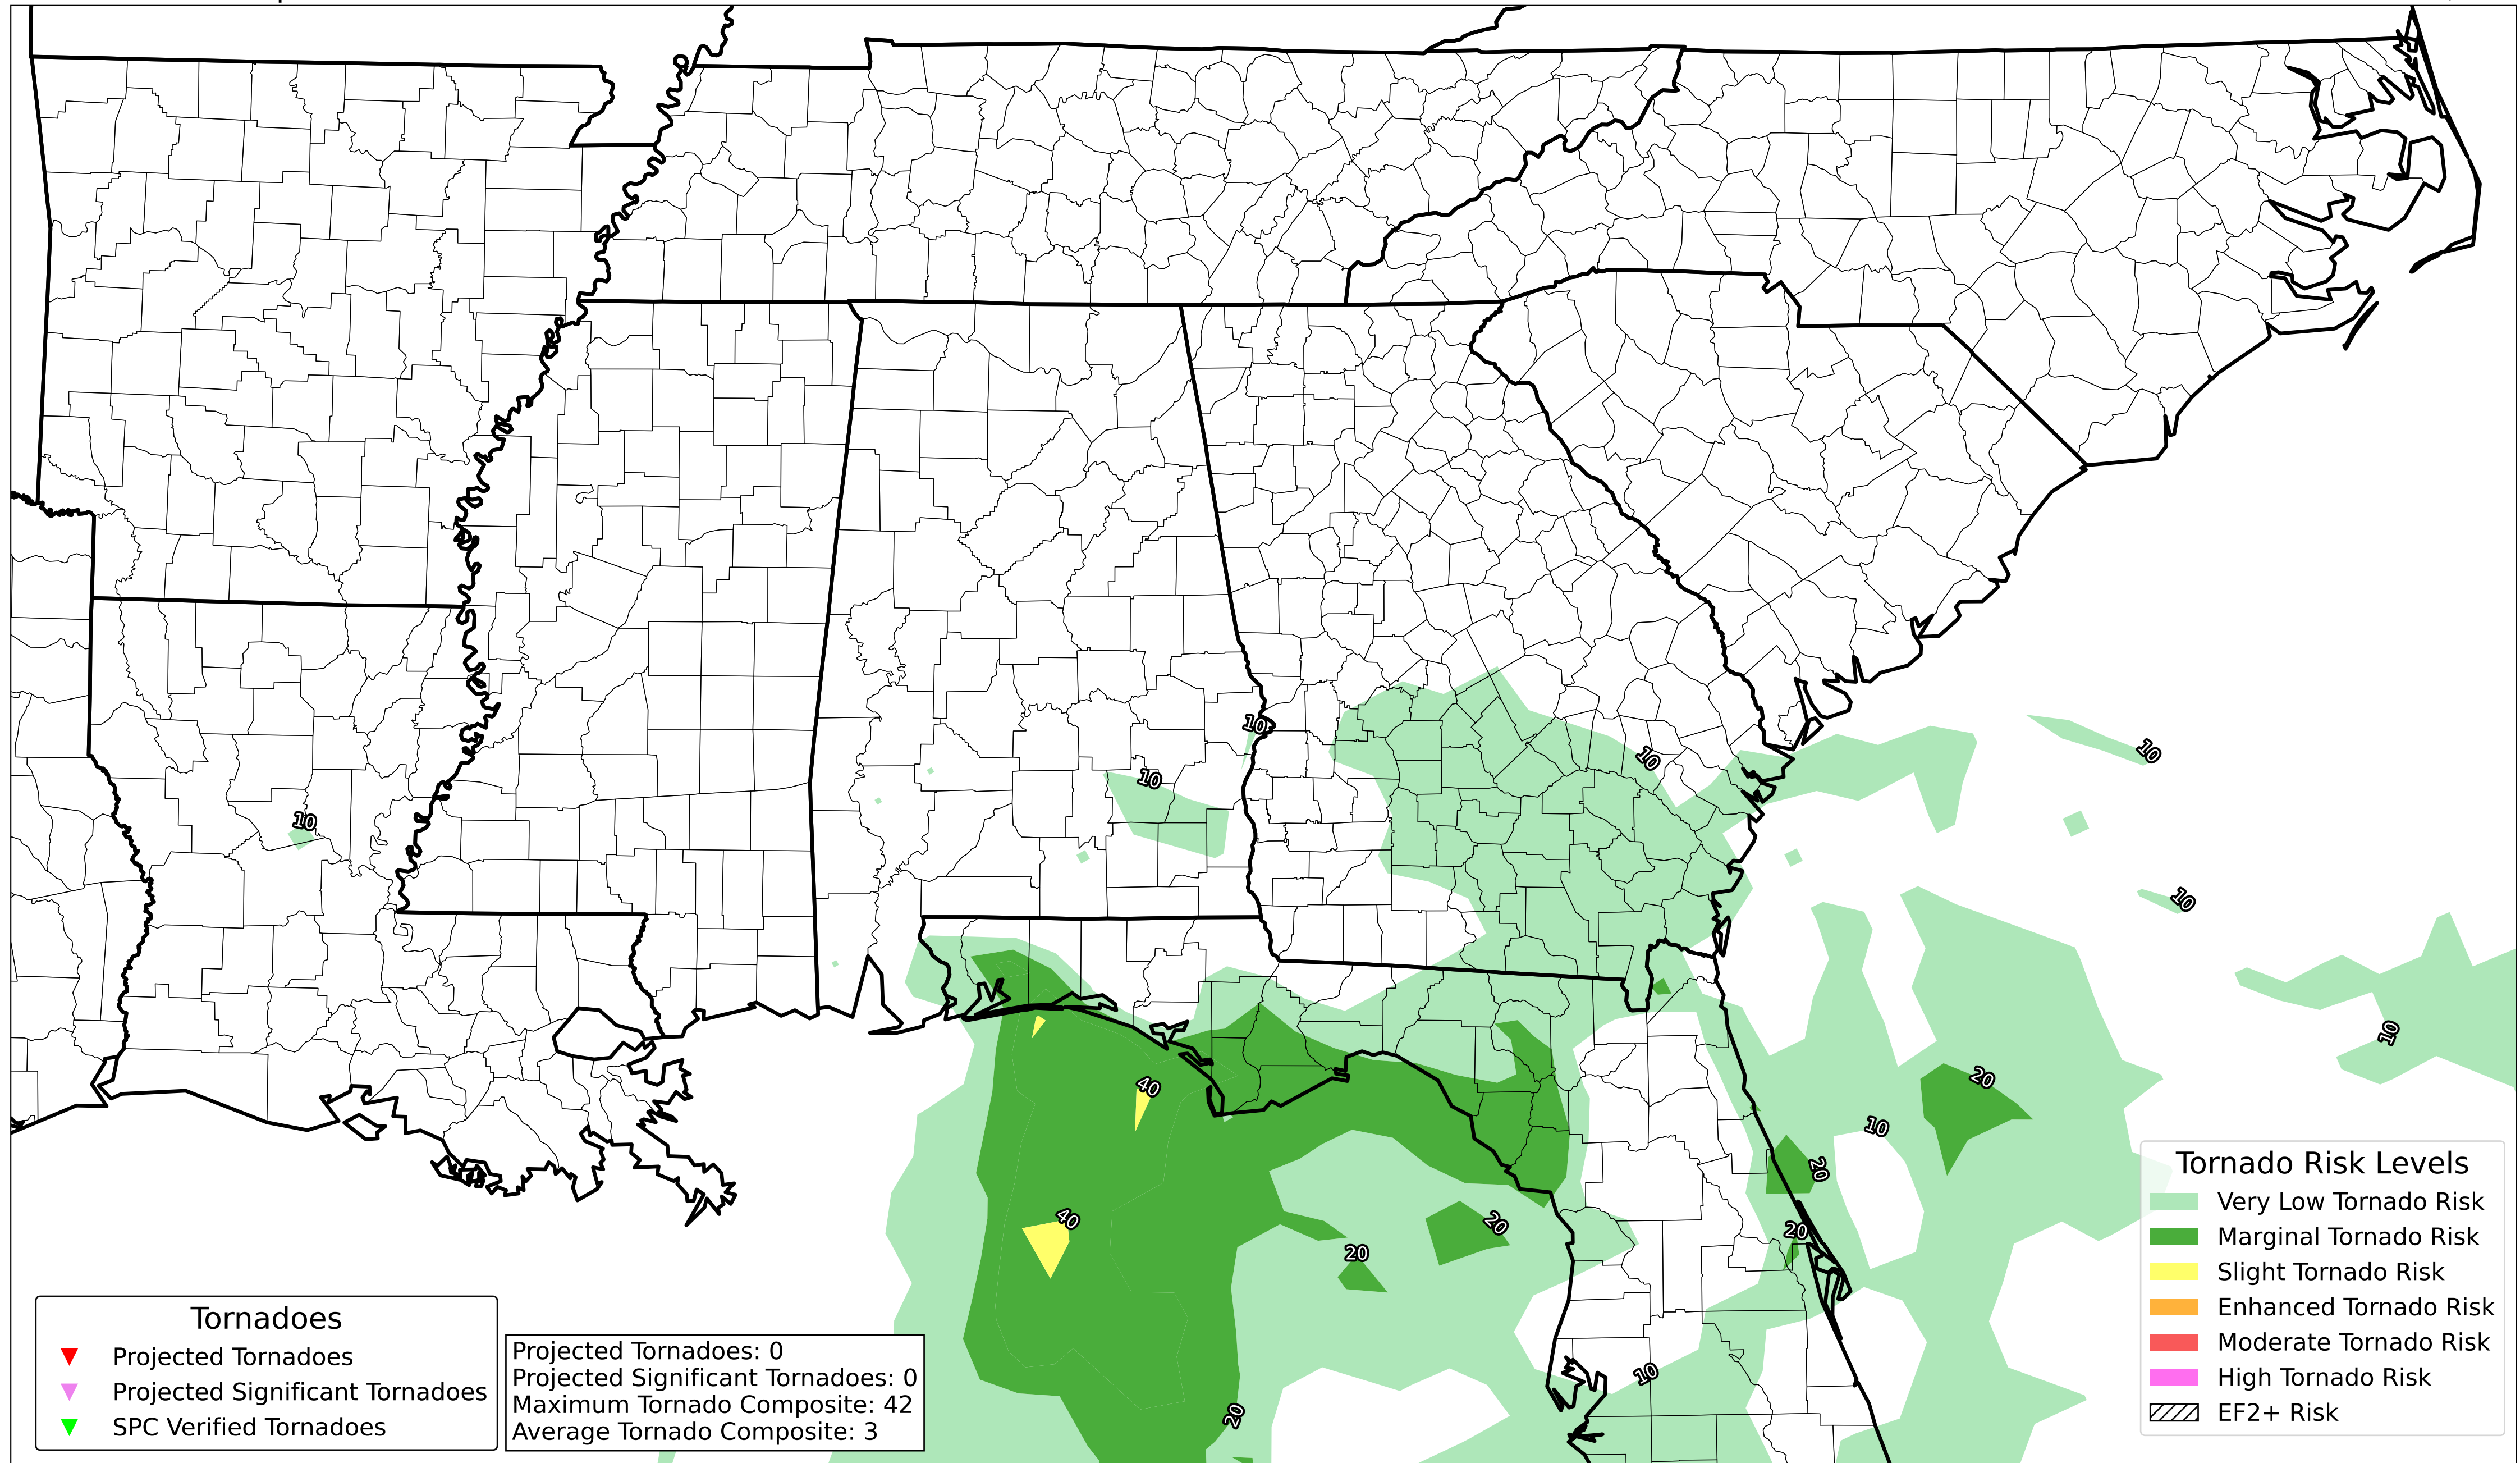 10
10
10
10
10
10
40
10
20
10
40
20
20
20
20
10
20
Tornado Risk Levels
Very Low Tornado Risk
Marginal Tornado Risk
Slight Tornado Risk
Enhanced Tornado Risk
Moderate Tornado Risk
High Tornado Risk
EF2+ Risk
Tornadoes
Projected Tornadoes
Projected Significant Tornadoes
SPC Verified Tornadoes
Projected Tornadoes: 0
Projected Significant Tornadoes: 0
Maximum Tornado Composite: 42
Average Tornado Composite: 3